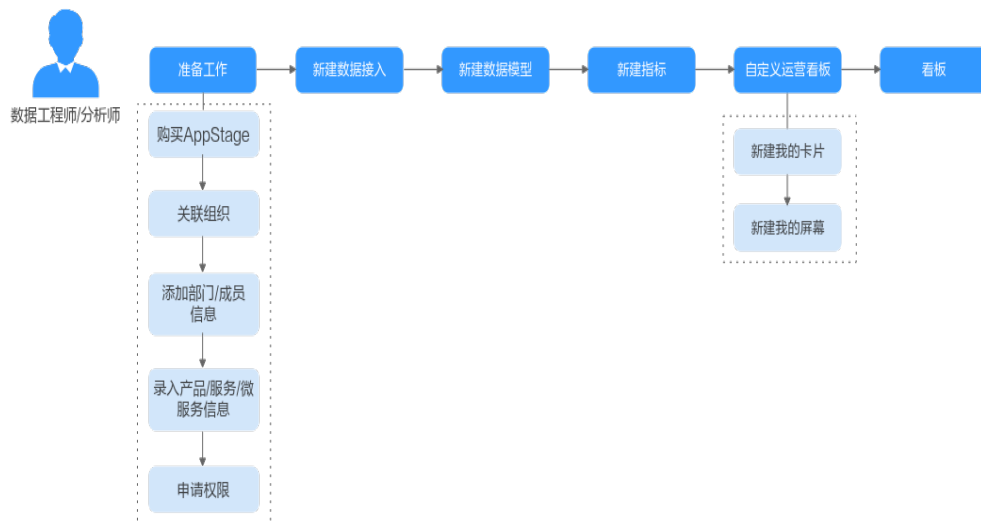 数据工程师/分析师
准备工作
新建数据接入
新建数据模型
新建指标
自定义运营看板
看板
购买AppStage
关联组织
添加部门/成员
信息
录入产品/服务/微
服务信息
申请权限
新建我的卡片
新建我的屏幕